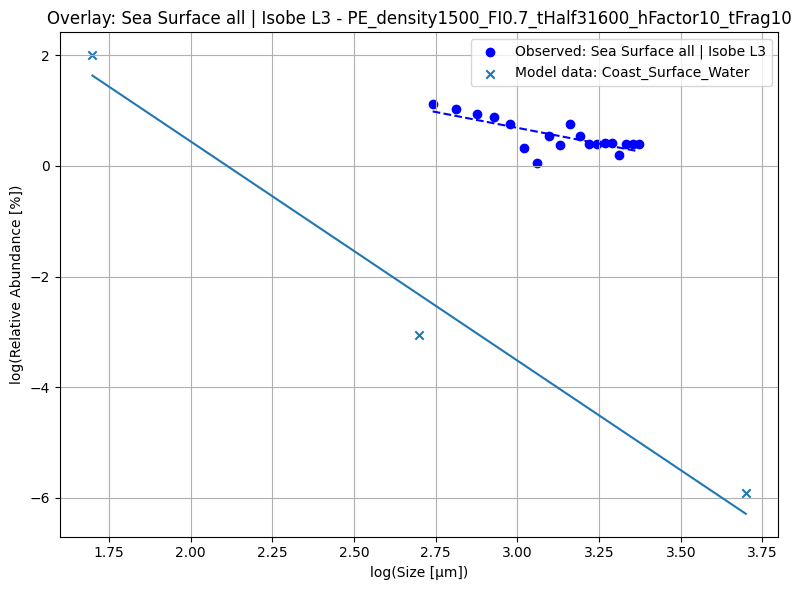 Overlay: Sea Surface all | Isobe L3 - PE_density1500_FI0.7_tHalf31600_hFactor10_tFrag10
Observed: Sea Surface all | Isobe L3
Model data: Coast_Surface_Water
log(Relative Abundance [%])
2
0
−2
−4
−6
1.75 2.00 2.25 2.50 2.75 3.00 3.25 3.50 3.75
log(Size [μm])